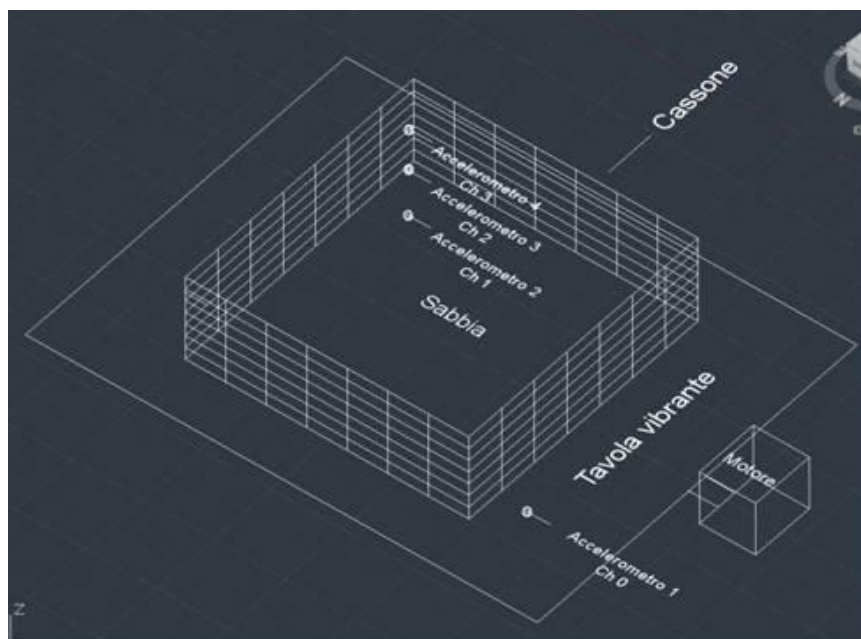 Cassone
N
Accelerometro 4
Ch 3
Accelerometro 3
Ch 2
Accelerometro 2
Ch 1
Sabbia
Tavola vibrante
Motore
Accelerometro 1
Ch 0
Z